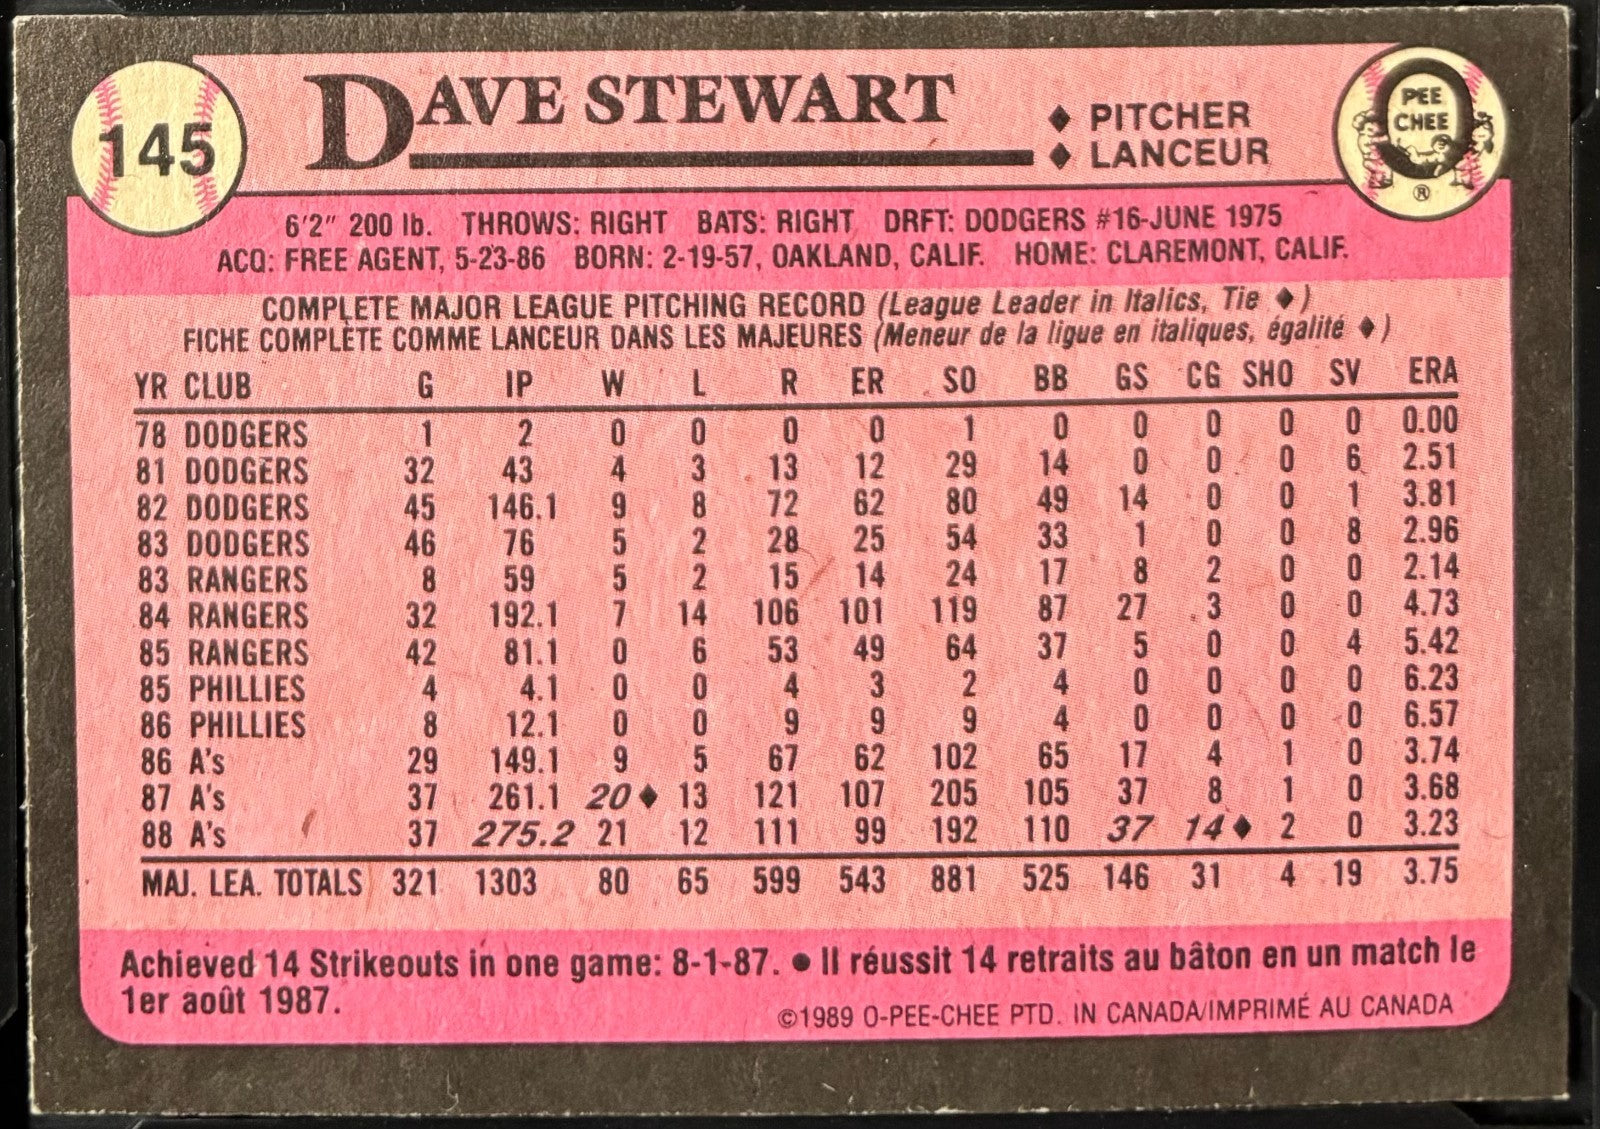 145
DAVE STEWART
♦ PITCHER
♦ LANCEUR
PEE
CHEE
®
6'2" 200 lb. THROWS: RIGHT BATS: RIGHT DRFT: DODGERS #16-JUNE 1975
ACQ: FREE AGENT, 5-23-86 BORN: 2-19-57, OAKLAND, CALIF. HOME: CLAREMONT, CALIF.
COMPLETE MAJOR LEAGUE PITCHING RECORD (League Leader in Italics, Tie ♦)
FICHE COMPLÈTE COMME LANCEUR DANS LES MAJEURES (Meneur de la ligue en italiques, égalité ♦)
YR CLUB G IP W L R ER SO BB GS CG SHO SV ERA
78 DODGERS 1 2 0 0 0 0 1 0 0 0 0 0 0.00
81 DODGERS 32 43 4 3 13 12 29 14 0 0 0 6 2.51
82 DODGERS 45 146.1 9 8 72 62 80 49 14 0 0 1 3.81
83 DODGERS 46 76 5 2 28 25 54 33 1 0 0 8 2.96
83 RANGERS 8 59 5 2 15 14 24 17 8 2 0 0 2.14
84 RANGERS 32 192.1 7 14 106 101 119 87 27 3 0 0 4.73
85 RANGERS 42 81.1 0 6 53 49 64 37 5 0 0 4 5.42
85 PHILLIES 4 4.1 0 0 4 3 2 4 0 0 0 0 6.23
86 PHILLIES 8 12.1 0 0 9 9 9 4 0 0 0 0 6.57
86 A's 29 149.1 9 5 67 62 102 65 17 4 1 0 3.74
87 A's 37 261.1 20♦ 13 121 107 205 105 37 8 1 0 3.68
88 A's 37 275.2 21 12 111 99 192 110 37 14♦ 2 0 3.23
MAJ. LEA. TOTALS 321 1303 80 65 599 543 881 525 146 31 4 19 3.75
Achieved 14 Strikeouts in one game: 8-1-87. ● Il réussit 14 retraits au bâton en un match le
1er août 1987.
©1989 O-PEE-CHEE PTD. IN CANADA/IMPRIMÉ AU CANADA